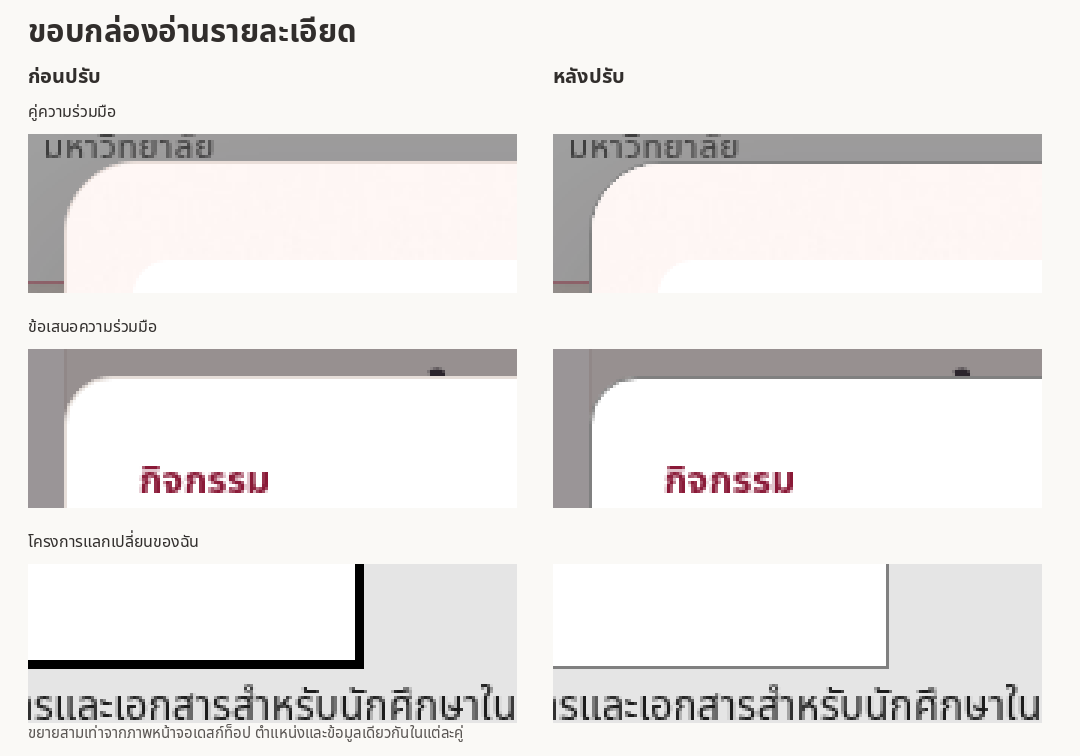 ขอบกล่องอ่านรายละเอียด
ก่อนปรับ
หลังปรับ
คู่ความร่วมมือ
มหาวิทยาลัย
มหาวิทยาลัย
ข้อเสนอความร่วมมือ
กิจกรรม
กิจกรรม
โครงการแลกเปลี่ยนของฉัน
รและเอกสารสำหรับนักศึกษาใน
รและเอกสารสำหรับนักศึกษาใน
ขยายสามเท่าจากภาพหน้าจอเดสก์ท็อป ตำแหน่งและข้อมูลเดียวกันในแต่ละคู่